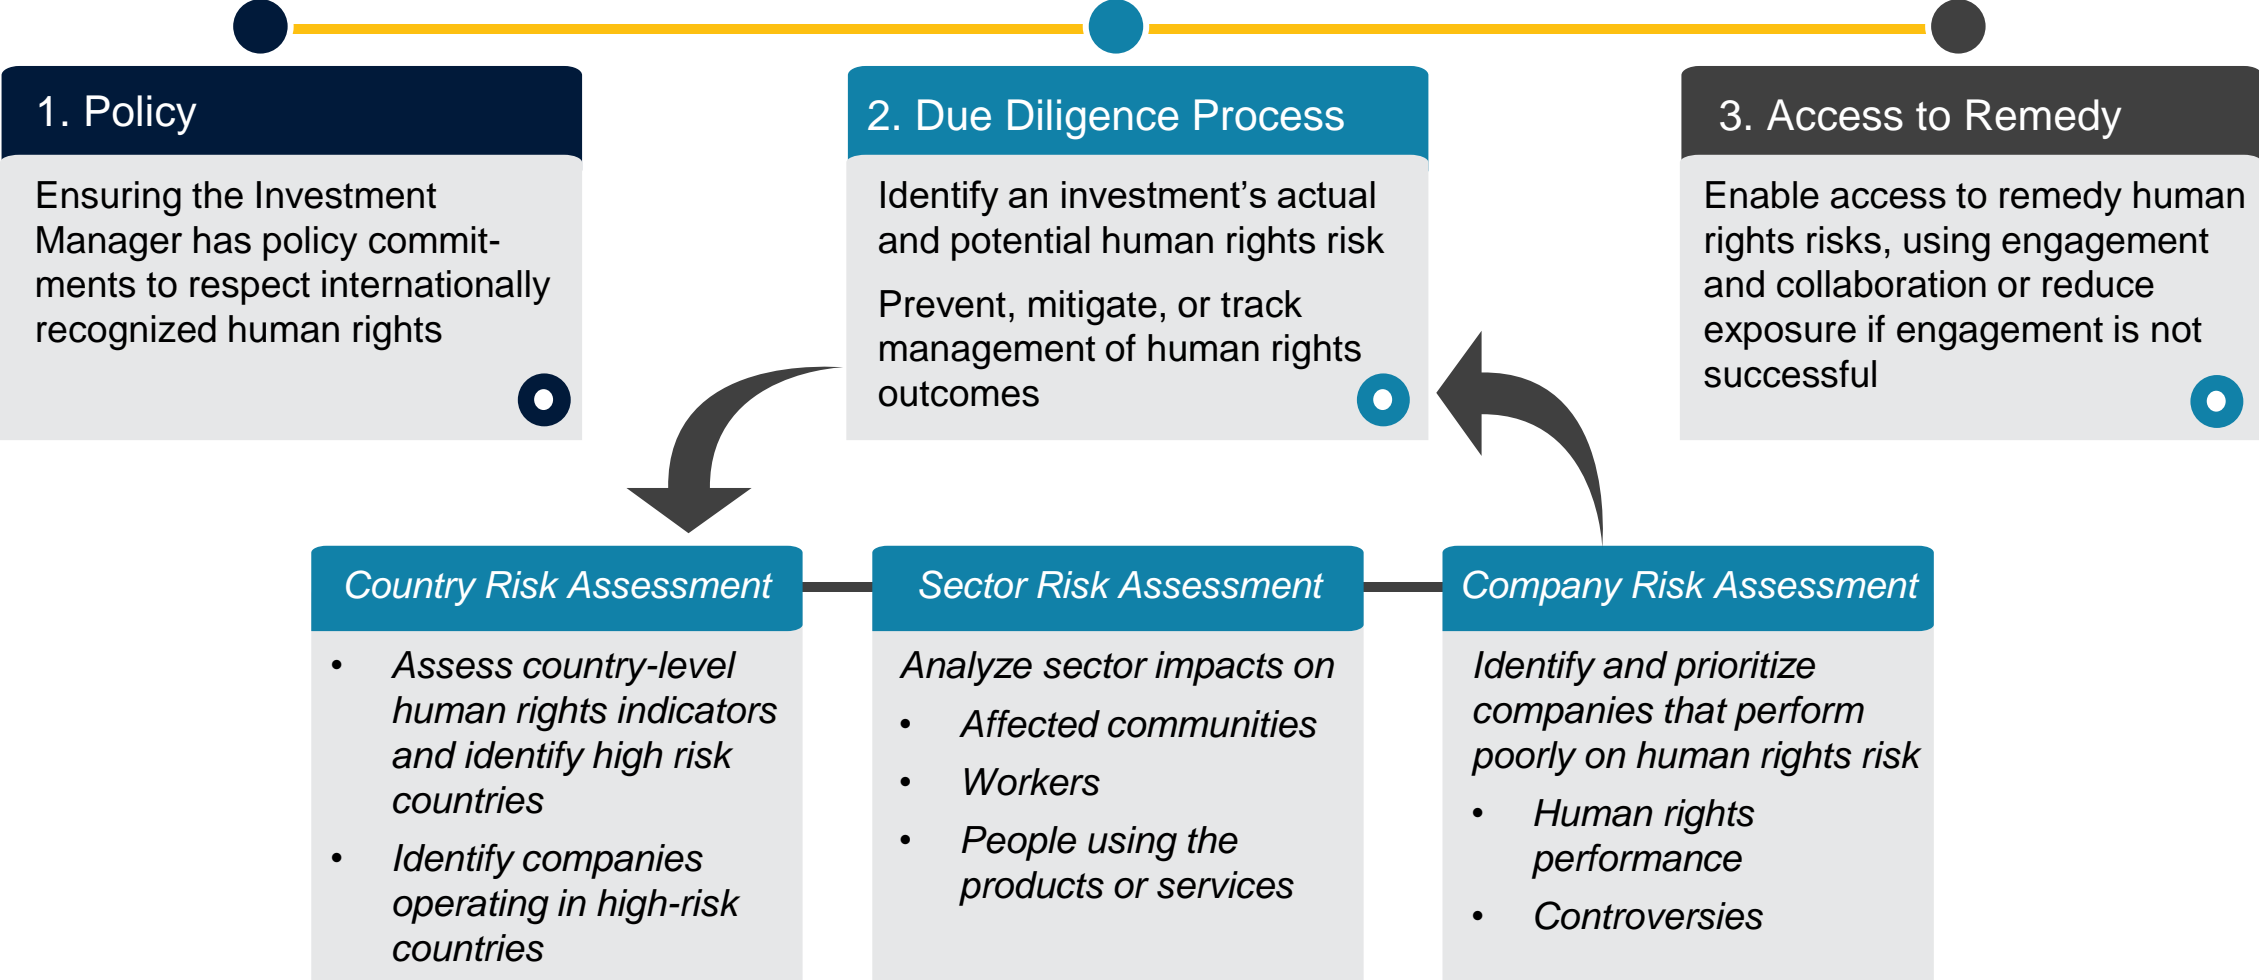 1. Policy
Ensuring the Investment
Manager has policy commit-
ments to respect internationally
recognized human rights
2. Due Diligence Process
Identify an investment’s actual
and potential human rights risk
Prevent, mitigate, or track
management of human rights
outcomes
3. Access to Remedy
Enable access to remedy human
rights risks, using engagement
and collaboration or reduce
exposure if engagement is not
successful
Country Risk Assessment
• Assess country-level
human rights indicators
and identify high risk
countries
• Identify companies
operating in high-risk
countries
Sector Risk Assessment
Analyze sector impacts on
• Affected communities
• Workers
• People using the
products or services
Company Risk Assessment
Identify and prioritize
companies that perform
poorly on human rights risk
• Human rights
performance
• Controversies